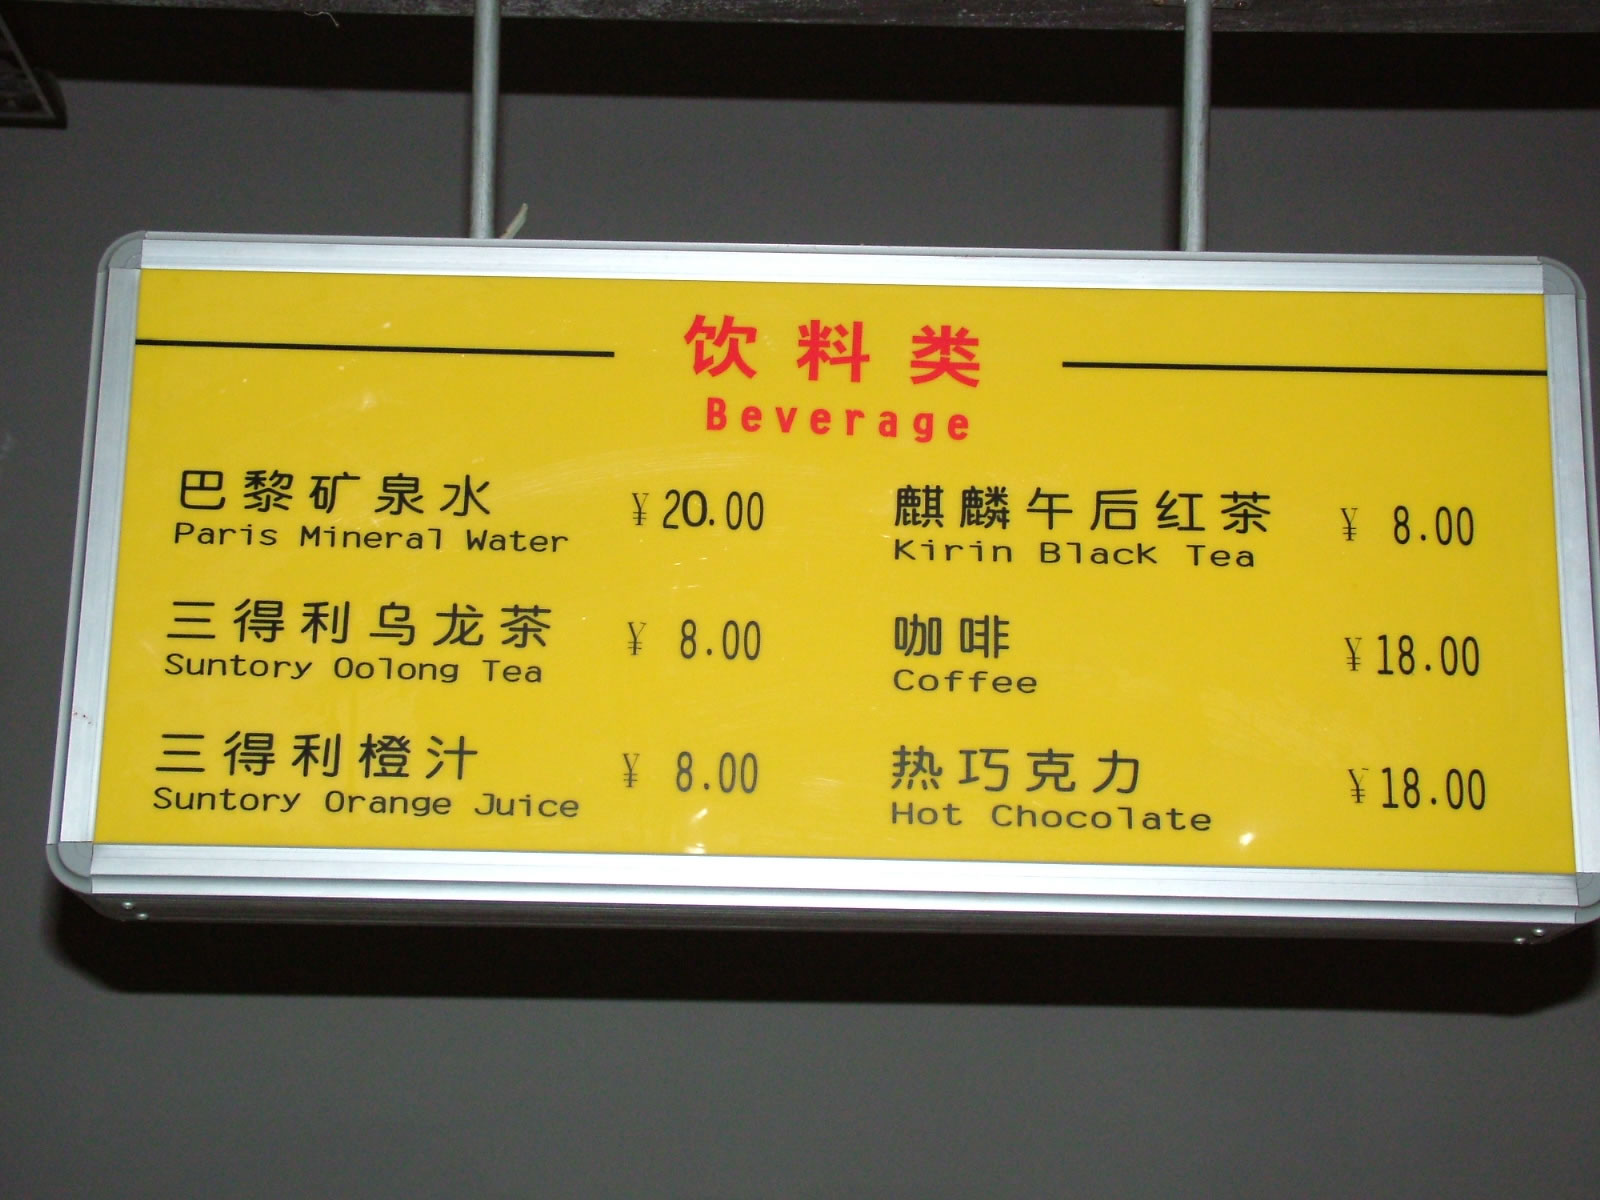 饮料类
Beverage
巴黎矿泉水 ¥ 20.00
Paris Mineral Water
三得利乌龙茶 ¥ 8.00
Suntory Oolong Tea
三得利橙汁 ¥ 8.00
Suntory Orange Juice
麒麟午后红茶 ¥ 8.00
Kirin Black Tea
咖啡 ¥ 18.00
Coffee
热巧克力 ¥ 18.00
Hot Chocolate